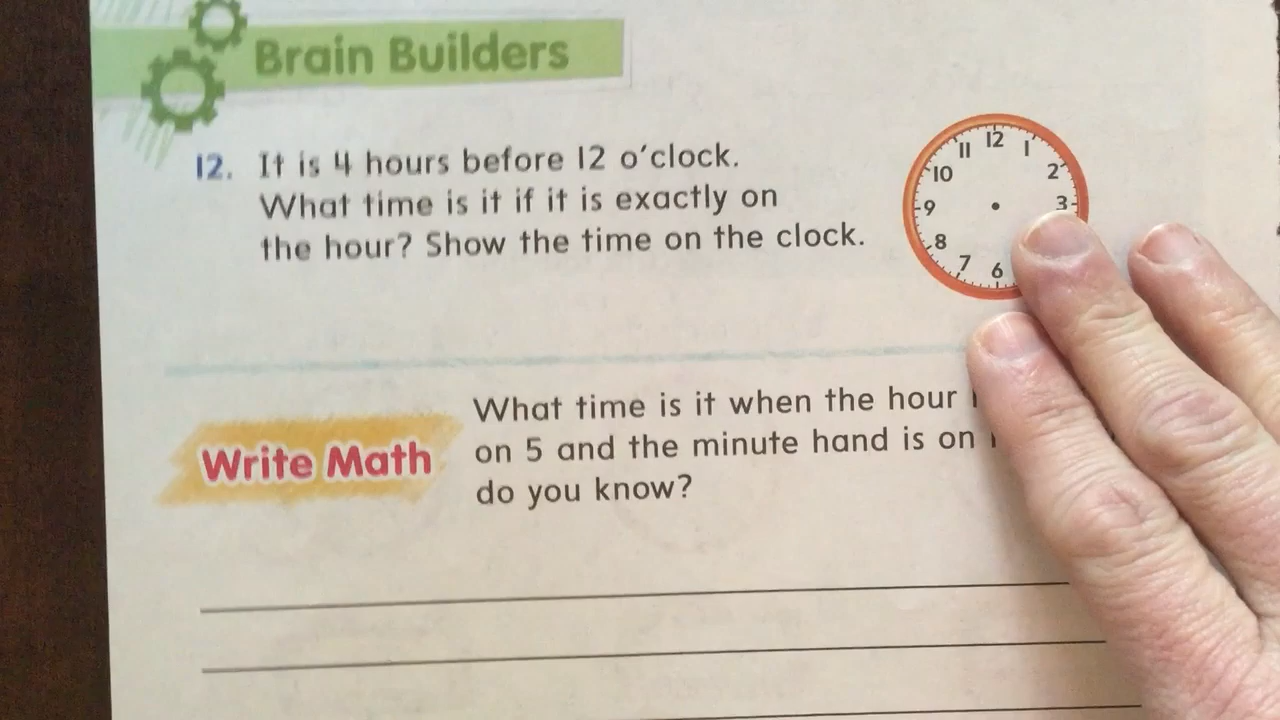 Brain Builders
12. It is 4 hours before 12 o'clock.
What time is it if it is exactly on
the hour? Show the time on the clock.
12
11 1
10 2
9 3
8
7 6
What time is it when the hour
on 5 and the minute hand is on
do you know?
Write Math